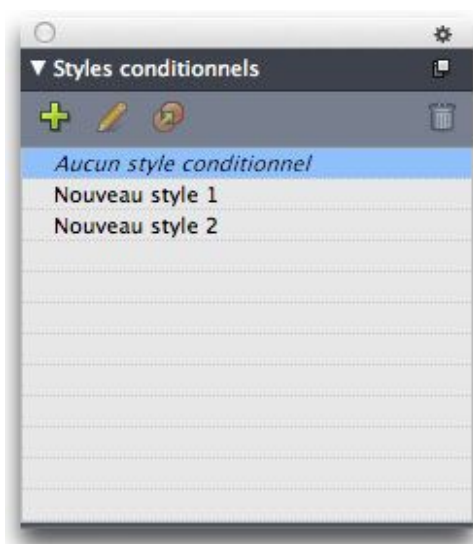 Styles conditionnels
Aucun style conditionnel
Nouveau style 1
Nouveau style 2